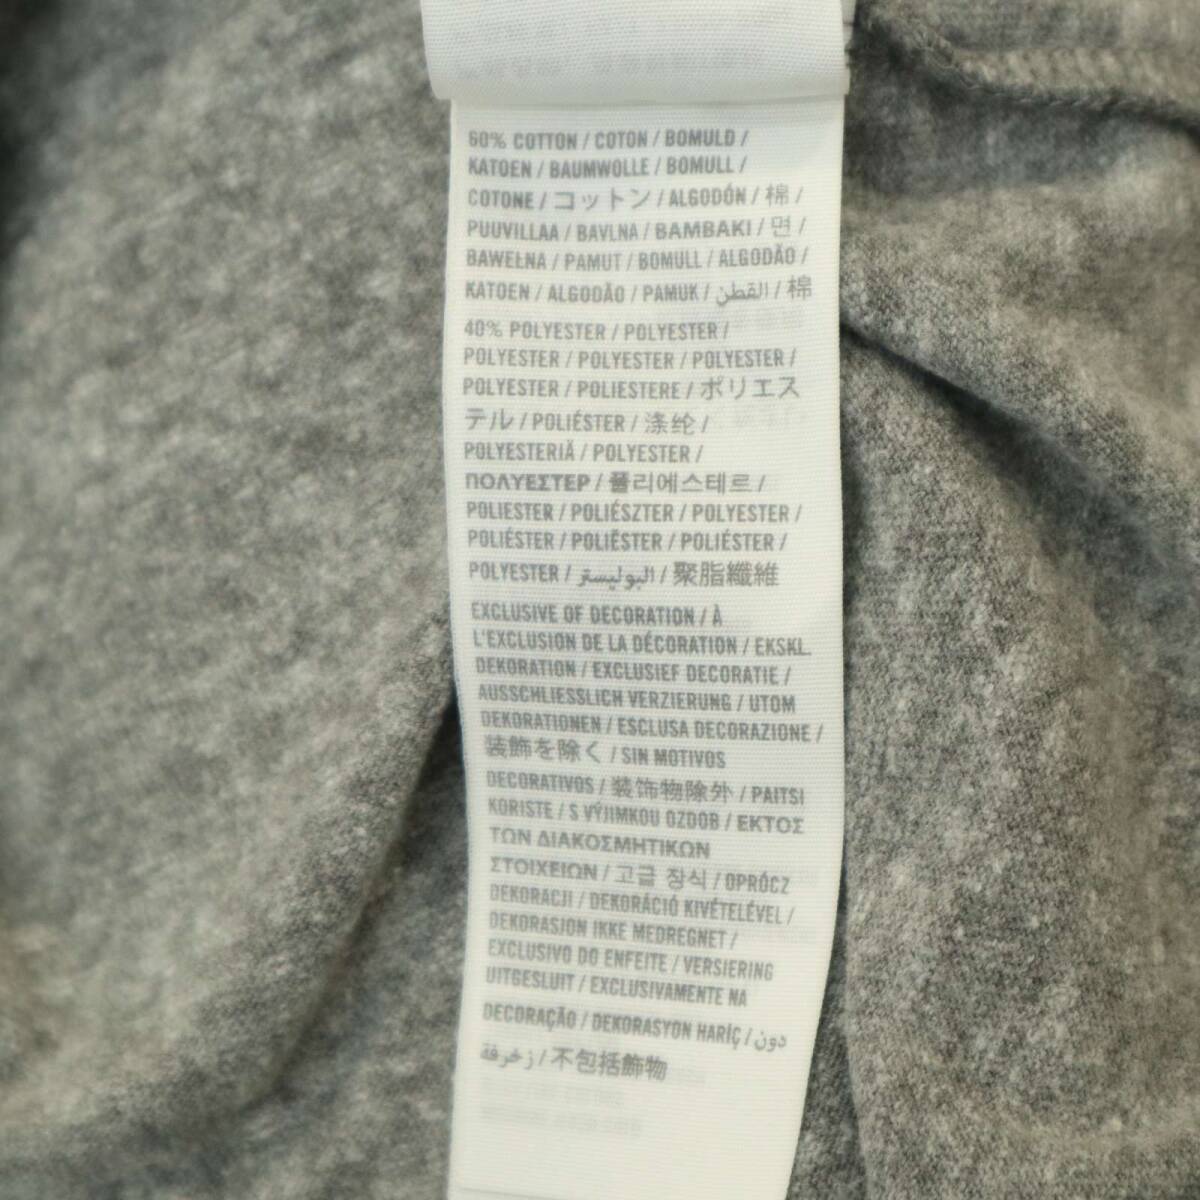 60% COTTON / COTON / BOMULD /
KATOEN / BAUMWOLLE / BOMULL /
COTONE / コットン / ALGODÓN / 棉 /
PUUVILLAA / BAVLNA / BAMBAKI / 면 /
BAWEŁNA / PAMUT / BOMULL / ALGODÃO /
KATOEN / ALGODÃO / PAMUK / القطن / 棉
40% POLYESTER / POLYESTER /
POLYESTER / POLYESTER / POLYESTER /
POLYESTER / POLIESTERE / ポリエス
テル / POLIÉSTER / 涤纶 /
POLYESTERIÄ / POLYESTER /
ΠΟΛΥΕΣΤΕΡ / 폴리에스테르 /
POLIESTER / POLIÉSZTER / POLYESTER /
POLIÉSTER / POLIËSTER / POLIÉSTER /
POLYESTER / البوليستر / 聚脂纖維
EXCLUSIVE OF DECORATION / À
L'EXCLUSION DE LA DÉCORATION / EKSKL.
DEKORATION / EXCLUSIEF DECORATIE /
AUSSCHLIESSLICH VERZIERUNG / UTOM
DEKORATIONEN / ESCLUSA DECORAZIONE /
装飾を除く / SIN MOTIVOS
DECORATIVOS / 装饰物除外 / PAITSI
KORISTE / S VÝJIMKOU OZDOB / ΕΚΤΟΣ
ΤΩΝ ΔΙΑΚΟΣΜΗΤΙΚΩΝ
ΣΤΟΙΧΕΙΩΝ / 고급 장식 / OPRÓCZ
DEKORACJI / DEKORÁCIÓ KIVÉTELÉVEL /
DEKORASJON IKKE MEDREGNET /
EXCLUSIVO DO ENFEITE / VERSIERING
UITGESLUIT / EXCLUSIVAMENTE NA
DECORAÇÃO / DEKORASYON HARİÇ / دون
زخرفة / 不包括飾物